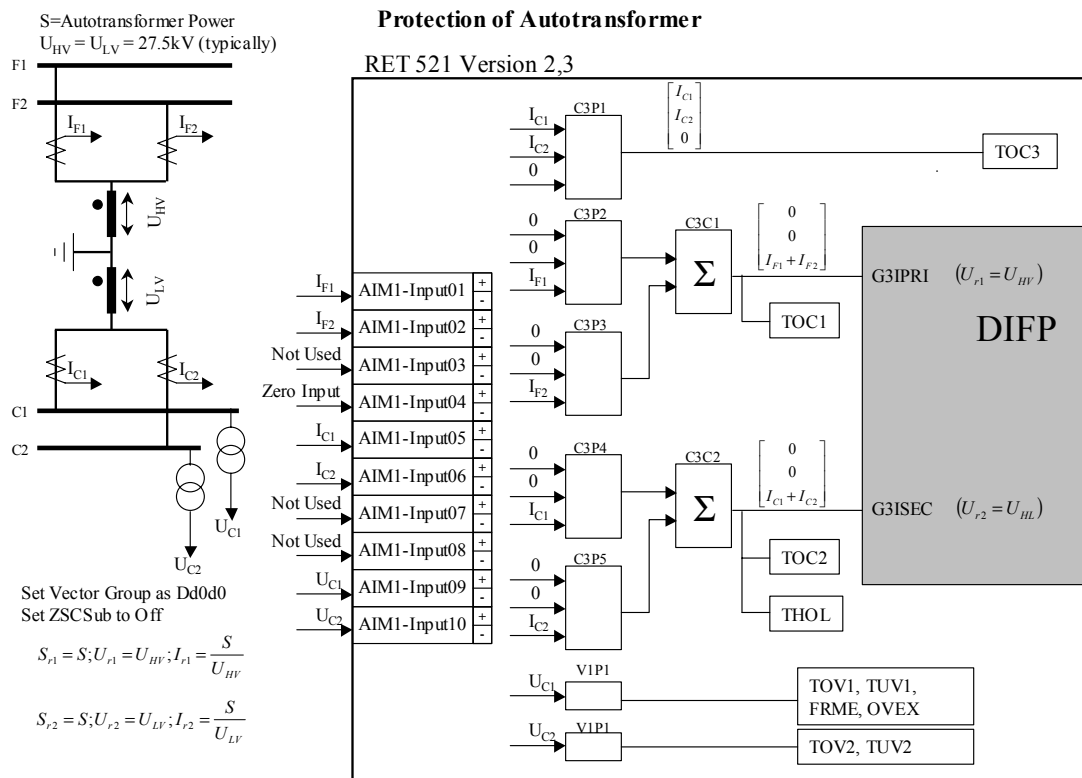 Protection of Autotransformer
S=Autotransformer Power
U_HV = U_LV = 27.5kV (typically)
F1
F2
I_F1
I_F2
U_HV
U_LV
I_C1
I_C2
C1
C2
U_C1
U_C2
Set Vector Group as Dd0d0
Set ZSCSub to Off
S_r1 = S; U_r1 = U_HV; I_r1 = S / U_HV
S_r2 = S; U_r2 = U_LV; I_r2 = S / U_LV
RET 521 Version 2,3
I_F1 AIM1-Input01 + -
I_F2 AIM1-Input02 + -
Not Used AIM1-Input03 + -
Zero Input AIM1-Input04 + -
I_C1 AIM1-Input05 + -
I_C2 AIM1-Input06 + -
Not Used AIM1-Input07 + -
Not Used AIM1-Input08 + -
U_C1 AIM1-Input09 + -
U_C2 AIM1-Input10 + -
C3P1
I_C1
I_C2
0
[I_C1 I_C2 0]
TOC3
C3P2
0
0
I_F1
C3P3
0
0
I_F2
C3C1
Σ
[0 0 I_F1 + I_F2]
TOC1
G3IPRI (U_r1 = U_HV)
DIFP
C3P4
0
0
I_C1
C3P5
0
0
I_C2
C3C2
Σ
[0 0 I_C1 + I_C2]
G3ISEC (U_r2 = U_HL)
TOC2
THOL
U_C1
V1P1
TOV1, TUV1,
FRME, OVEX
U_C2
V1P1
TOV2, TUV2